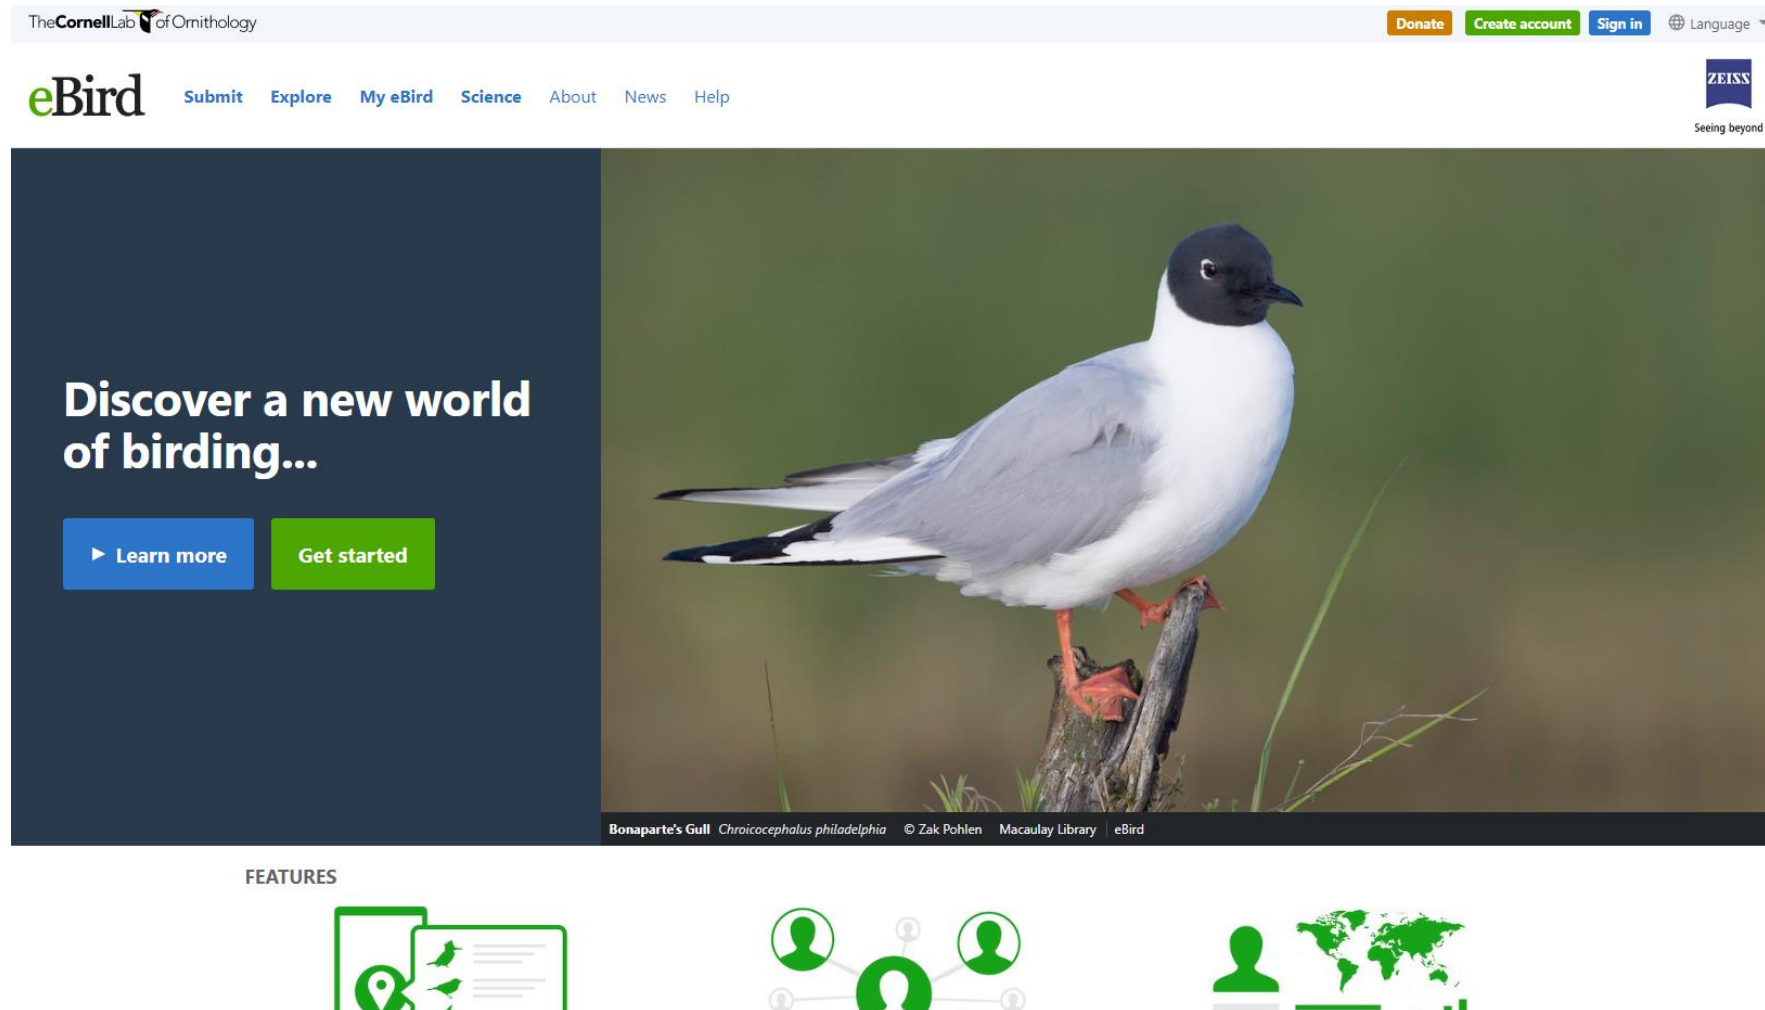 TheCornellLab of Ornithology
Donate
Create account
Sign in
Language
eBird
Submit
Explore
My eBird
Science
About
News
Help
ZEISS
Seeing beyond
Discover a new world
of birding...
Learn more
Get started
Bonaparte's Gull Chroicocephalus philadelphia © Zak Pohlen Macaulay Library eBird
FEATURES